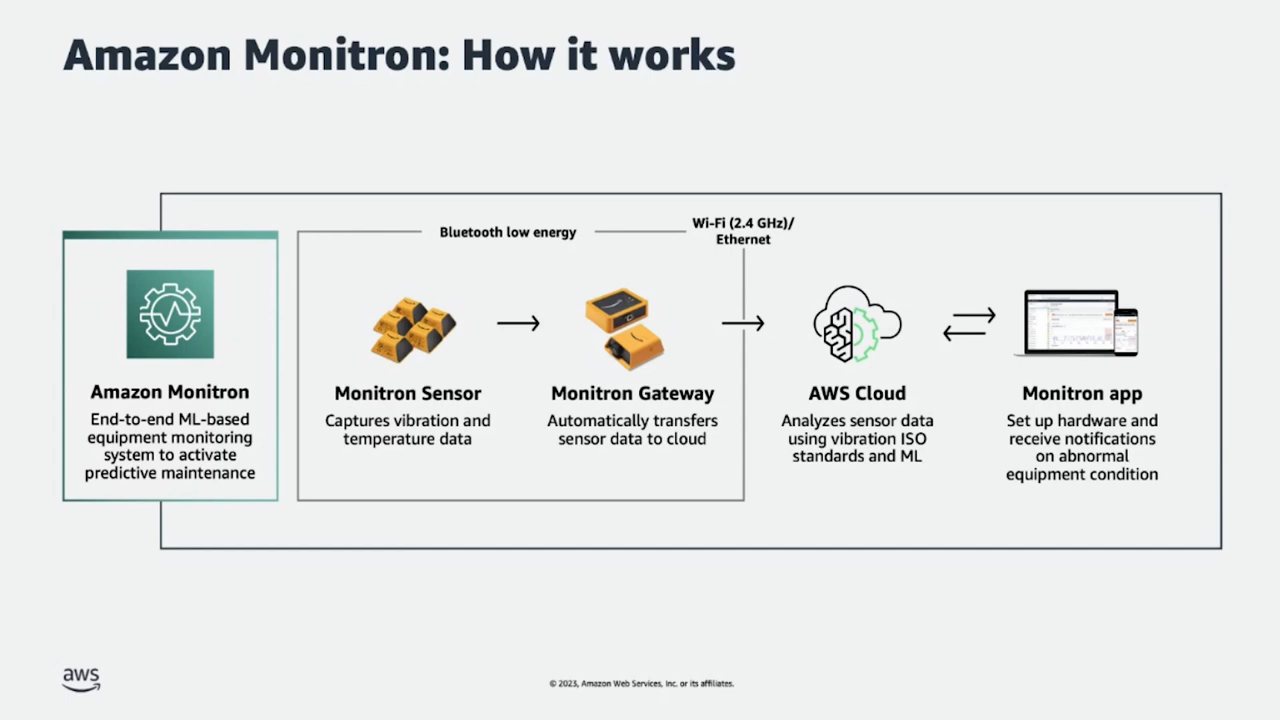 Amazon Monitron: How it works
Bluetooth low energy
Wi-Fi (2.4 GHz)/
Ethernet
Amazon Monitron
End-to-end ML-based
equipment monitoring
system to activate
predictive maintenance
Monitron Sensor
Captures vibration and
temperature data
Monitron Gateway
Automatically transfers
sensor data to cloud
AWS Cloud
Analyzes sensor data
using vibration ISO
standards and ML
Monitron app
Set up hardware and
receive notifications
on abnormal
equipment condition
aws
© 2023, Amazon Web Services, Inc. or its affiliates.